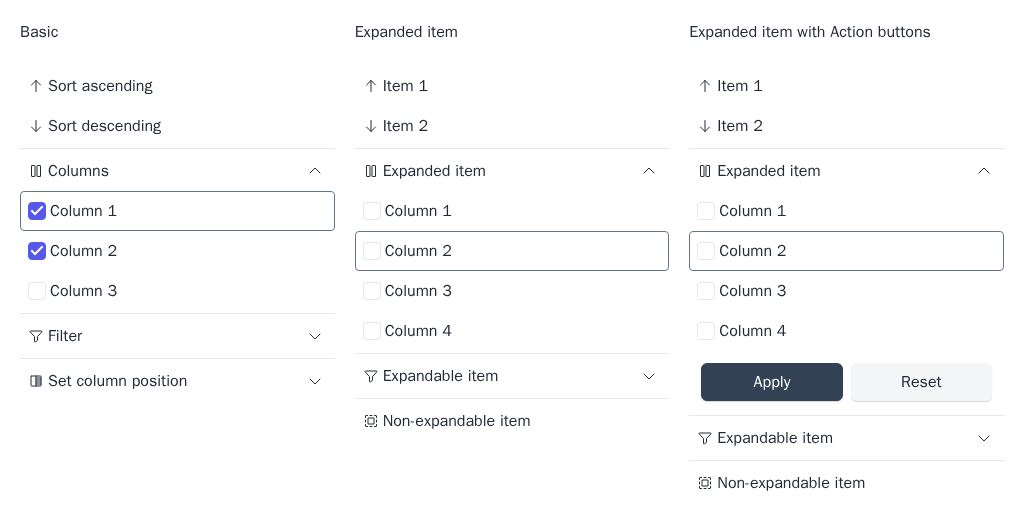 Basic
Sort ascending
Sort descending
Columns
Column 1
Column 2
Column 3
Filter
Set column position
Expanded item
Item 1
Item 2
Expanded item
Column 1
Column 2
Column 3
Column 4
Expandable item
Non-expandable item
Expanded item with Action buttons
Item 1
Item 2
Expanded item
Column 1
Column 2
Column 3
Column 4
Apply
Reset
Expandable item
Non-expandable item